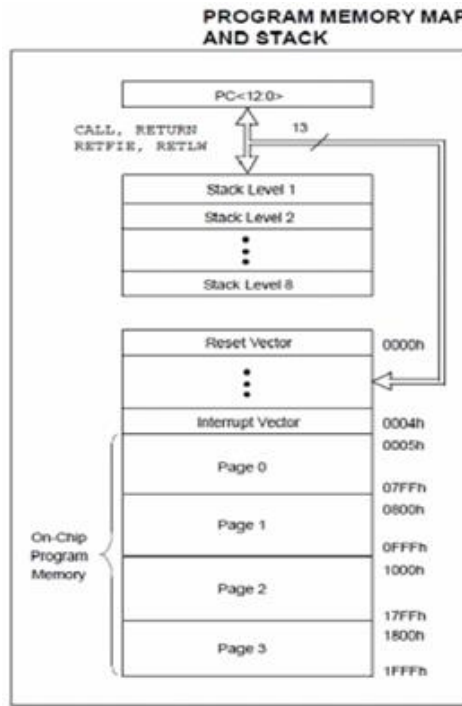 PROGRAM MEMORY MAP
AND STACK
PC<12:0>
CALL, RETURN
RETFIE, RETLW
13
Stack Level 1
Stack Level 2
Stack Level 8
Reset Vector
0000h
Interrupt Vector
0004h
0005h
Page 0
07FFh
0800h
Page 1
On-Chip
Program
Memory
0FFFh
1000h
Page 2
17FFh
1800h
Page 3
1FFFh